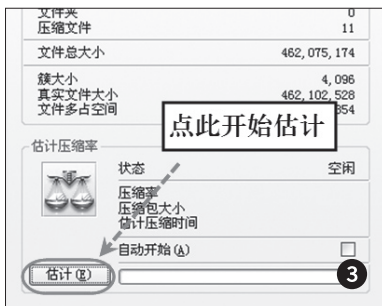 文件夹 0
压缩文件 11
文件总大小 462,075,174
簇大小 4,096
真实文件大小 462,102,528
文件多占空间 354
点此开始估计
估计压缩率
状态 空闲
压缩率
压缩包大小
估计压缩时间
自动开始(A)
估计(E)
3